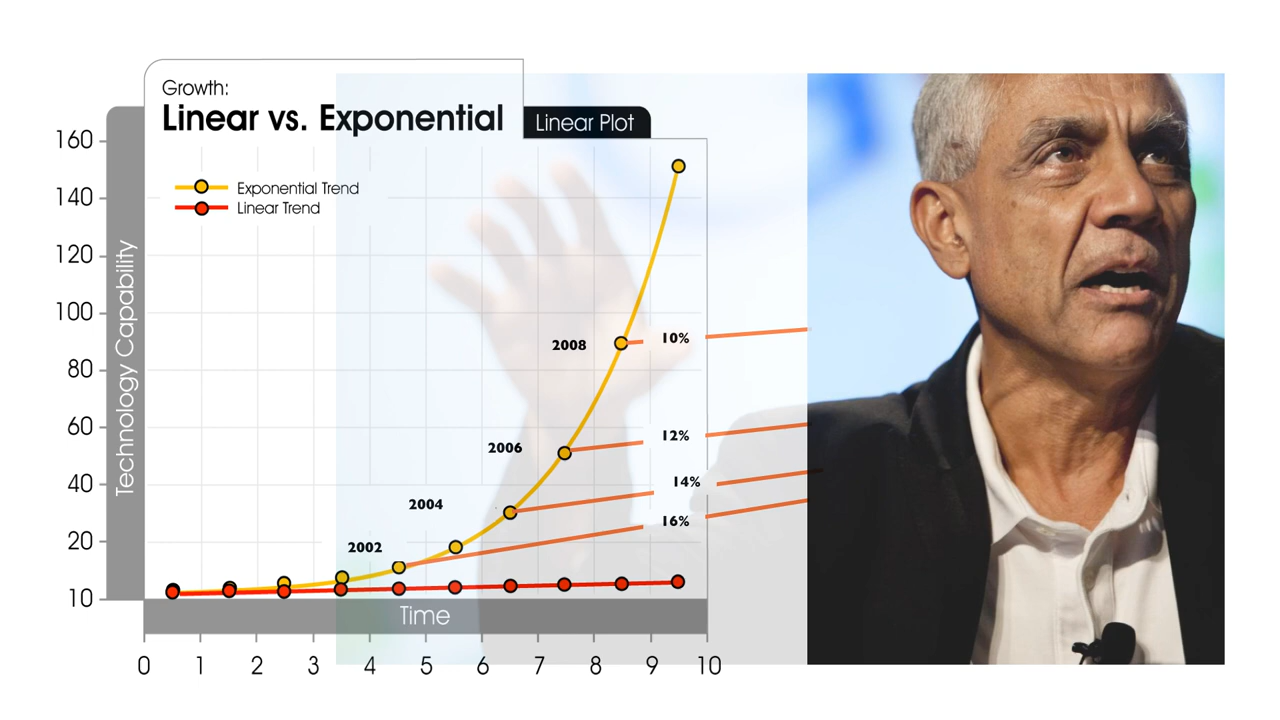 Growth:
Linear vs. Exponential
Linear Plot
Exponential Trend
Linear Trend
Technology Capability
160
140
120
100
80
60
40
20
10
2008
10%
2006
12%
14%
2004
16%
2002
Time
0 1 2 3 4 5 6 7 8 9 10